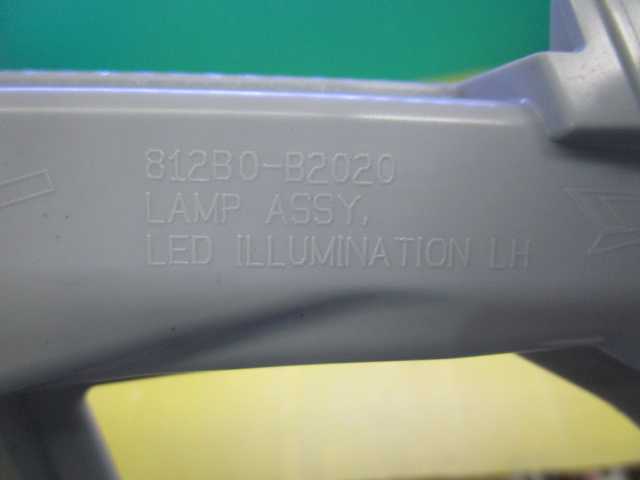 812B0-B2020
LAMP ASSY,
LED ILLUMINATION LH